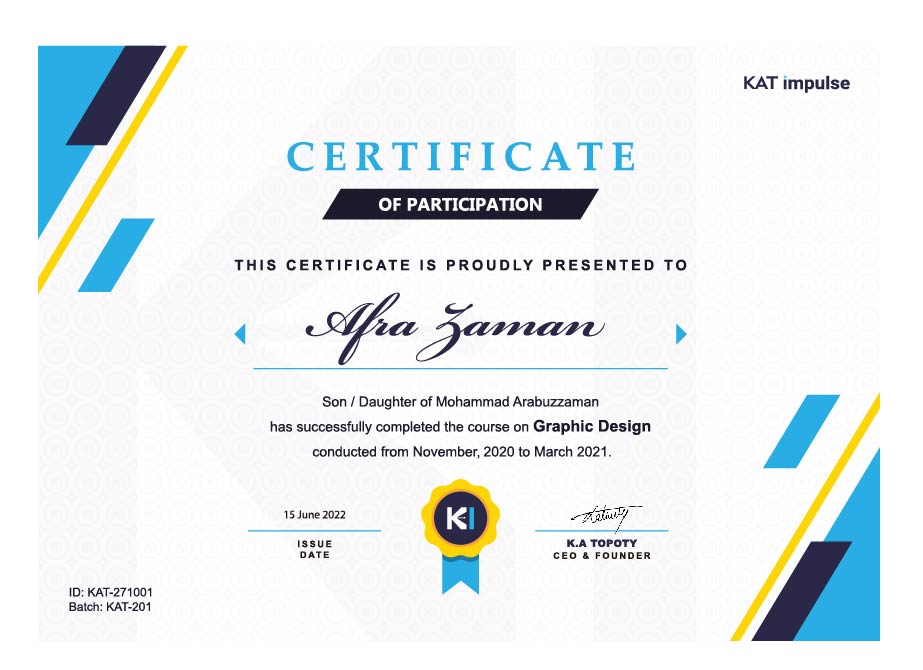 KAT impulse
CERTIFICATE
OF PARTICIPATION
THIS CERTIFICATE IS PROUDLY PRESENTED TO
Afra Zaman
Son / Daughter of Mohammad Arabuzzaman
has successfully completed the course on Graphic Design
conducted from November, 2020 to March 2021.
15 June 2022
ISSUE
DATE
KI
K.A TOPOTY
CEO & FOUNDER
ID: KAT-271001
Batch: KAT-201